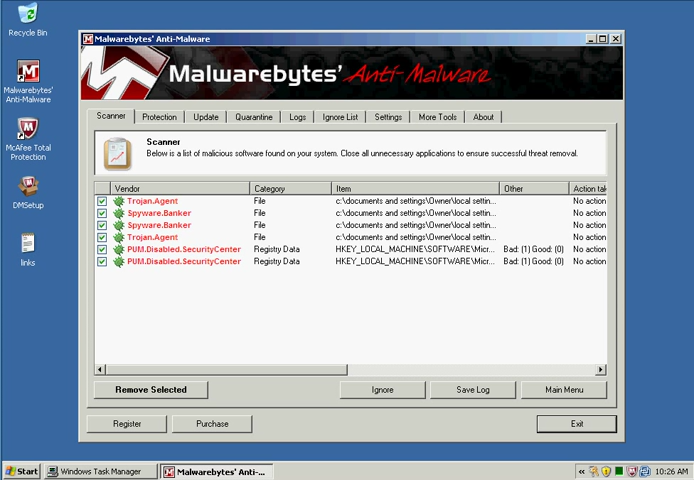 Recycle Bin
Malwarebytes'
Anti-Malware
McAfee Total
Protection
DMSetup
links
Malwarebytes' Anti-Malware
Malwarebytes' Anti-Malware
Scanner Protection Update Quarantine Logs Ignore List Settings More Tools About
Scanner
Below is a list of malicious software found on your system. Close all unnecessary applications to ensure successful threat removal.
Vendor Category Item Other Action tak
Trojan.Agent File c:\documents and settings\Owner\local settin... No action
Spyware.Banker File c:\documents and settings\Owner\local settin... No action
Spyware.Banker File c:\documents and settings\Owner\local settin... No action
Trojan.Agent File c:\documents and settings\Owner\local settin... No action
PUM.Disabled.SecurityCenter Registry Data HKEY_LOCAL_MACHINE\SOFTWARE\Micr... Bad: (1) Good: (0) No action
PUM.Disabled.SecurityCenter Registry Data HKEY_LOCAL_MACHINE\SOFTWARE\Micr... Bad: (1) Good: (0) No action
Remove Selected Ignore Save Log Main Menu
Register Purchase Exit
Start Windows Task Manager Malwarebytes' Anti-... 10:26 AM